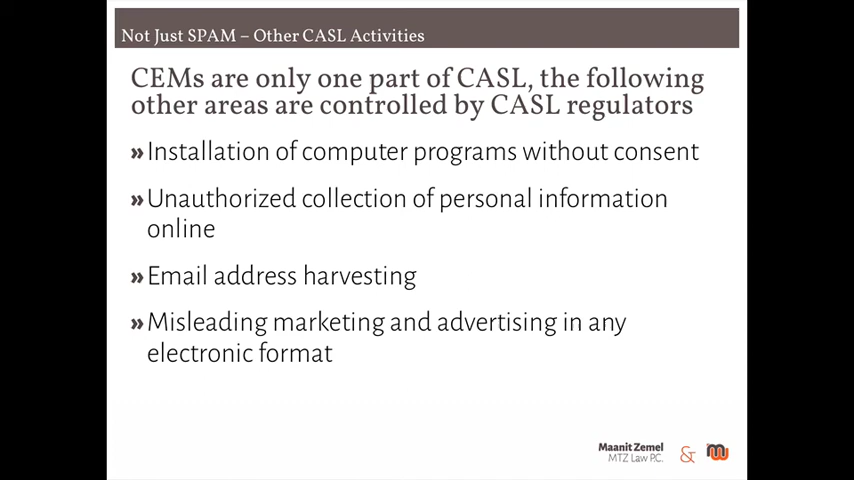 Not Just SPAM – Other CASL Activities
CEMs are only one part of CASL, the following
other areas are controlled by CASL regulators
»Installation of computer programs without consent
»Unauthorized collection of personal information
online
»Email address harvesting
»Misleading marketing and advertising in any
electronic format
Maanit Zemel
MTZ Law P.C.
&